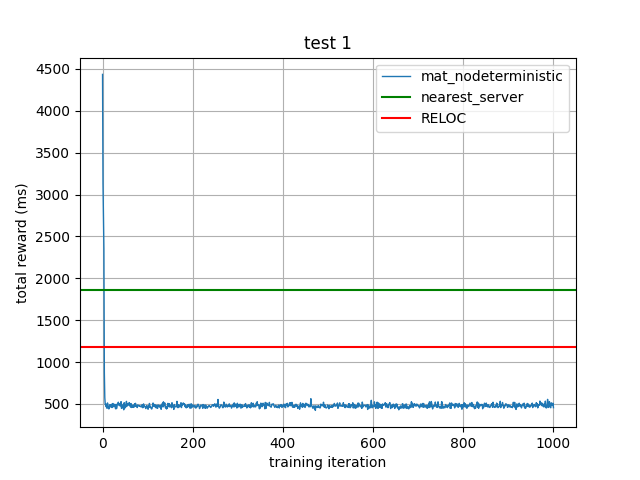 test 1
total reward (ms)
4500
4000
3500
3000
2500
2000
1500
1000
500
mat_nodeterministic
nearest_server
RELOC
0
200
400
600
800
1000
training iteration